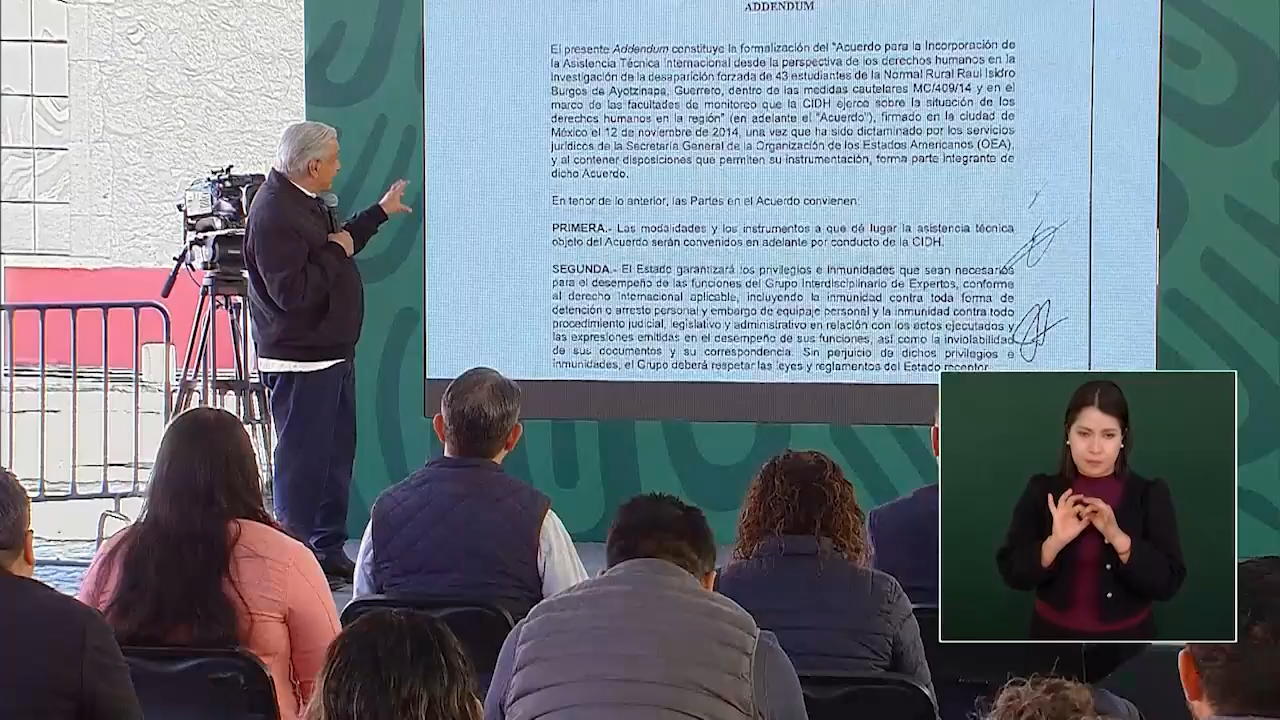 ADDENDUM
El presente Addendum constituye la formalización del "Acuerdo para la Incorporación de
la Asistencia Técnica Internacional desde la perspectiva de los derechos humanos en la
investigación de la desaparición forzada de 43 estudiantes de la Normal Rural Raúl Isidro
Burgos de Ayotzinapa, Guerrero, dentro de las medidas cautelares MC/409/14 y en el
marco de las facultades de monitoreo que la CIDH ejerce sobre la situación de los
derechos humanos en la región" (en adelante el "Acuerdo"), firmado en la ciudad de
México el 12 de noviembre de 2014, una vez que ha sido dictaminado por los servicios
jurídicos de la Secretaría General de la Organización de los Estados Americanos (OEA),
y al contener disposiciones que permiten su instrumentación, forma parte integrante de
dicho Acuerdo.
En tenor de lo anterior, las Partes en el Acuerdo convienen:
PRIMERA.- Las modalidades y los instrumentos a que dé lugar la asistencia técnica
objeto del Acuerdo serán convenidos en adelante por conducto de la CIDH.
SEGUNDA.- El Estado garantizará los privilegios e inmunidades que sean necesarios
para el desempeño de las funciones del Grupo Interdisciplinario de Expertos, conforme
al derecho internacional aplicable, incluyendo la inmunidad contra toda forma de
detención o arresto personal y embargo de equipaje personal y la inmunidad contra todo
procedimiento judicial, legislativo y administrativo en relación con los actos ejecutados y
las expresiones emitidas en el desempeño de sus funciones, así como la inviolabilidad
de sus documentos y su correspondencia. Sin perjuicio de dichos privilegios e
inmunidades, el Grupo deberá respetar las leyes y reglamentos del Estado receptor.